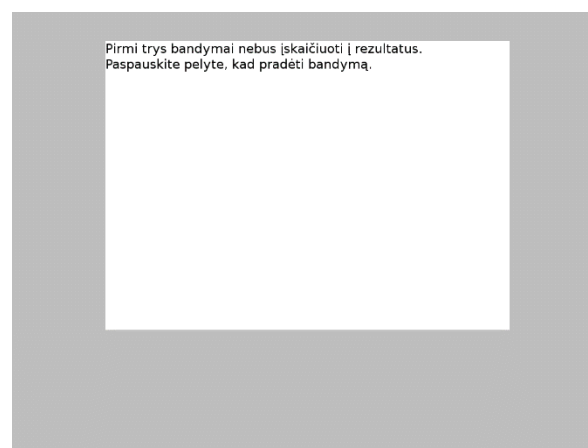 Pirmi trys bandymai nebus įskaičiuoti į rezultatus.
Paspauskite pelyte, kad pradėti bandymą.